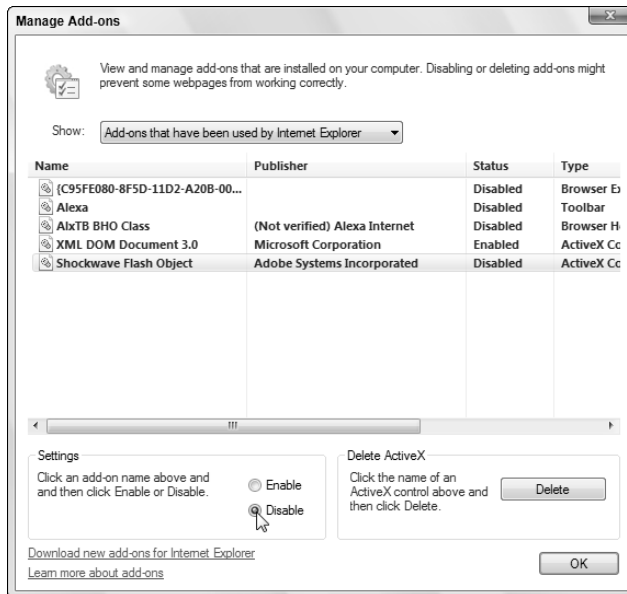 Manage Add-ons
View and manage add-ons that are installed on your computer. Disabling or deleting add-ons might
prevent some webpages from working correctly.
Show: Add-ons that have been used by Internet Explorer
Name Publisher Status Type
{C95FE080-8F5D-11D2-A20B-00... Disabled Browser Ex
Alexa Disabled Toolbar
AlxTB BHO Class (Not verified) Alexa Internet Disabled Browser H
XML DOM Document 3.0 Microsoft Corporation Enabled ActiveX Co
Shockwave Flash Object Adobe Systems Incorporated Disabled ActiveX Co
Settings
Click an add-on name above and
and then click Enable or Disable.
Enable
Disable
Delete ActiveX
Click the name of an
ActiveX control above and
then click Delete.
Delete
Download new add-ons for Internet Explorer
Learn more about add-ons
OK